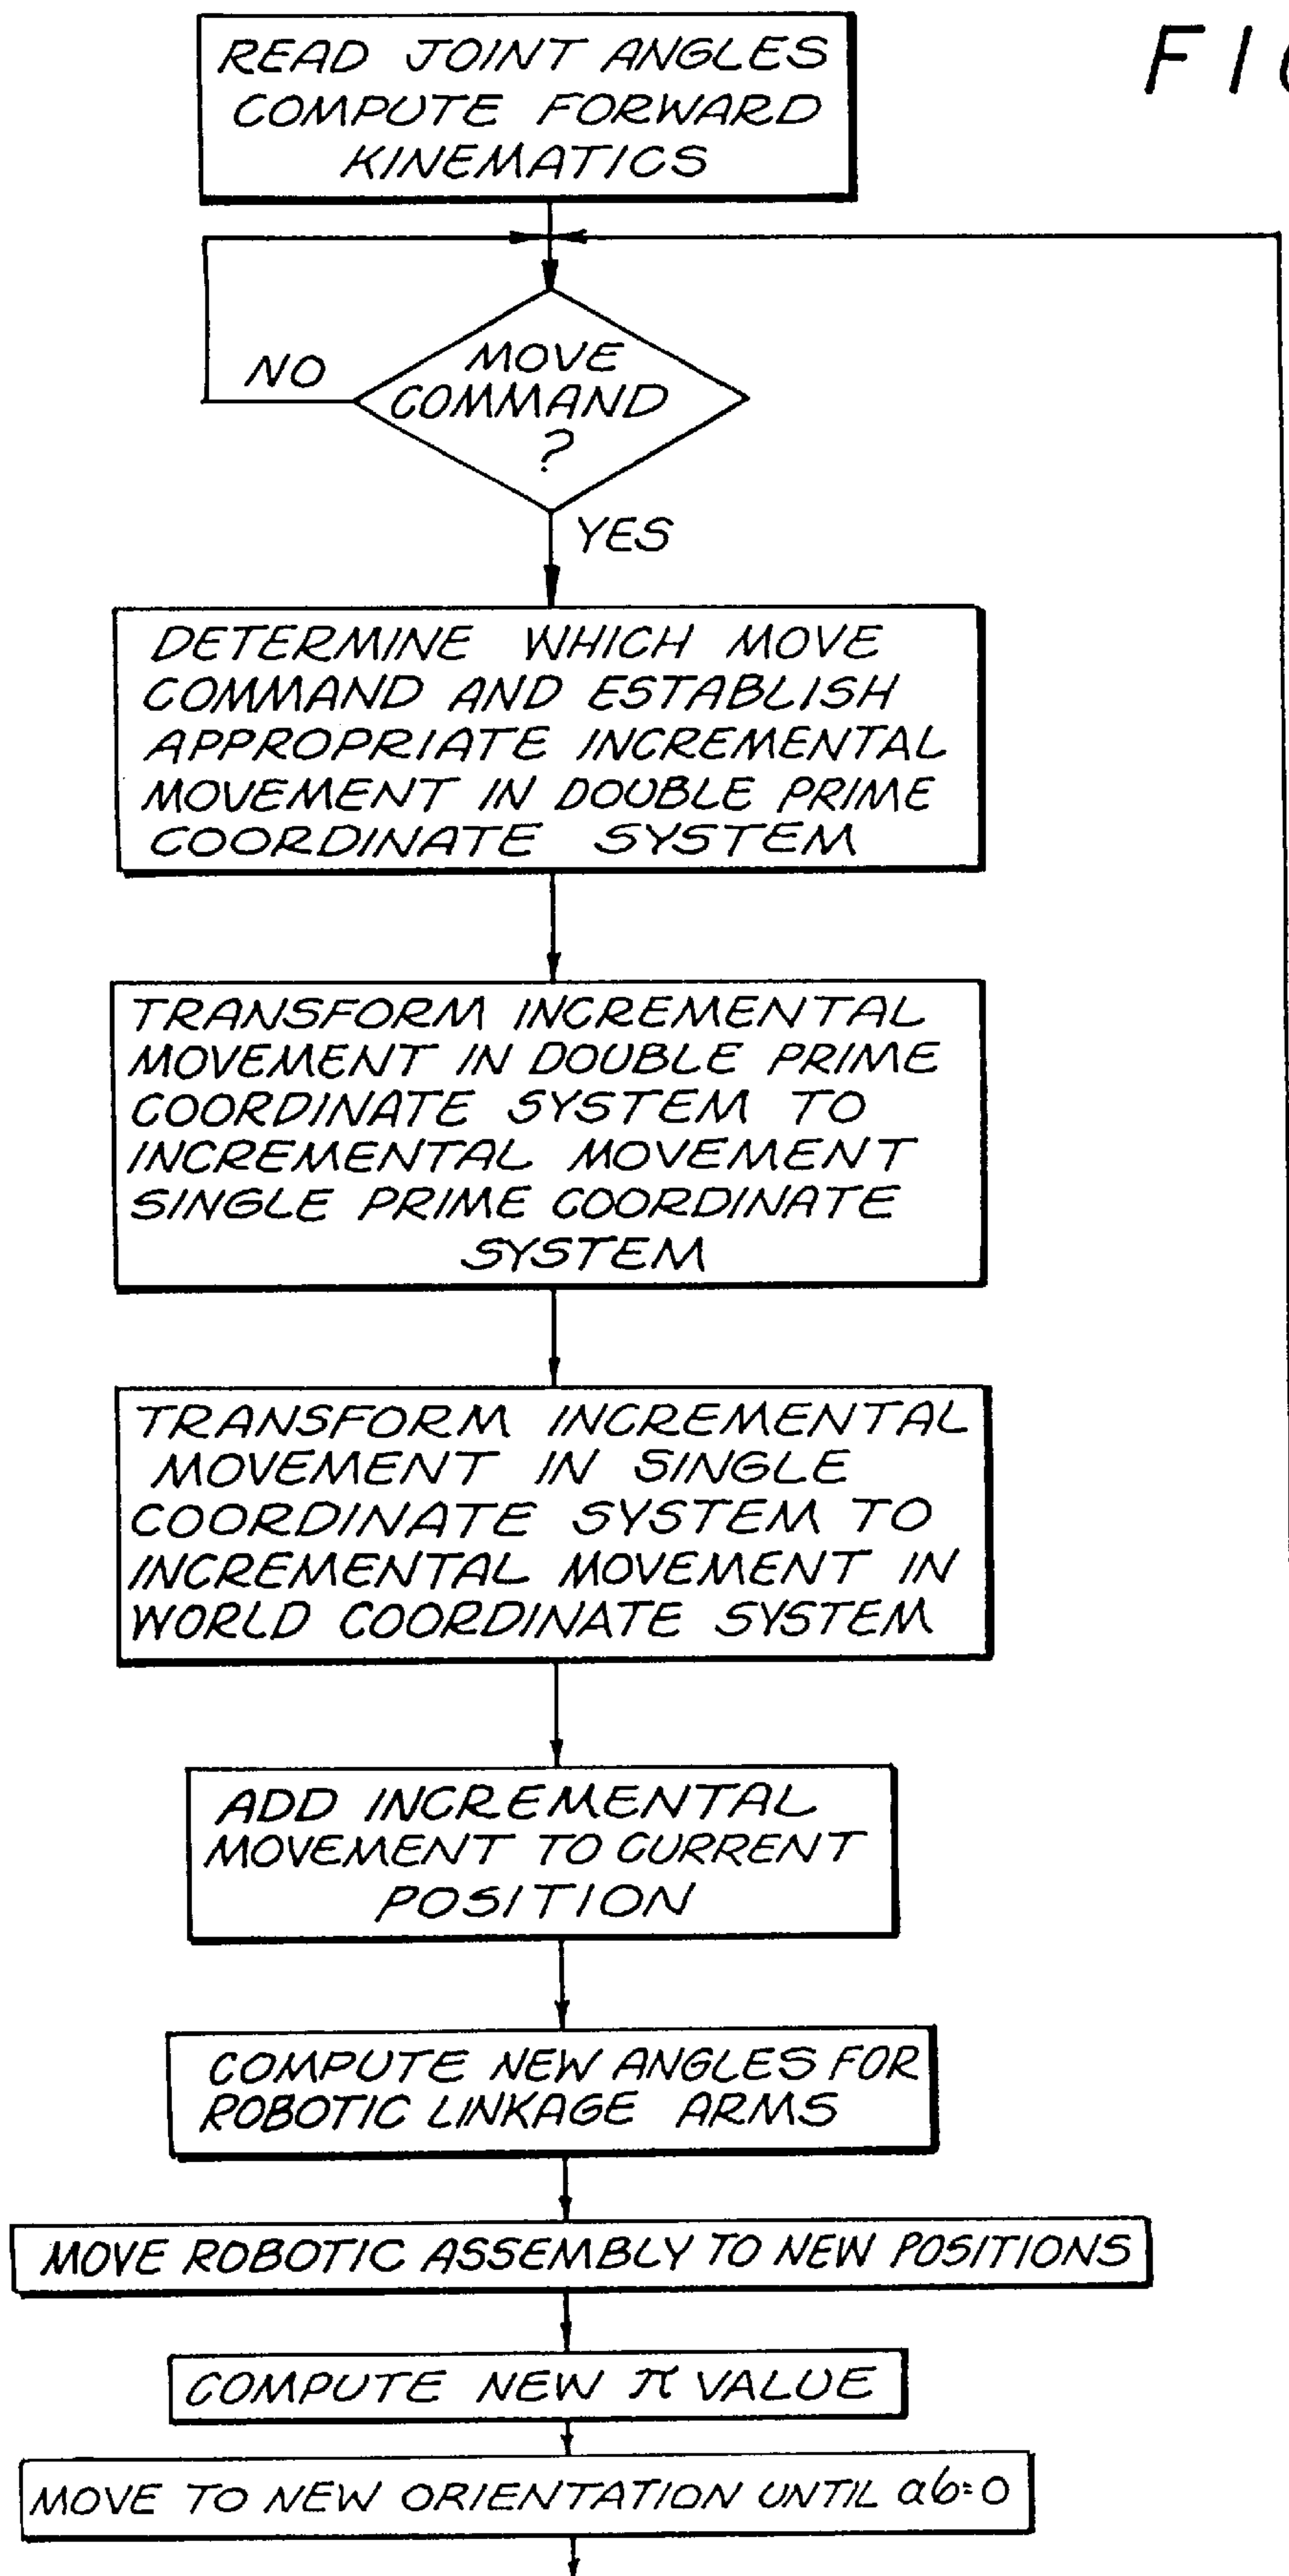 READ JOINT ANGLES
COMPUTE FORWARD
KINEMATICS
NO
MOVE
COMMAND
?
YES
DETERMINE WHICH MOVE
COMMAND AND ESTABLISH
APPROPRIATE INCREMENTAL
MOVEMENT IN DOUBLE PRIME
COORDINATE SYSTEM
TRANSFORM INCREMENTAL
MOVEMENT IN DOUBLE PRIME
COORDINATE SYSTEM TO
INCREMENTAL MOVEMENT
SINGLE PRIME COORDINATE
SYSTEM
TRANSFORM INCREMENTAL
MOVEMENT IN SINGLE
COORDINATE SYSTEM TO
INCREMENTAL MOVEMENT IN
WORLD COORDINATE SYSTEM
ADD INCREMENTAL
MOVEMENT TO CURRENT
POSITION
COMPUTE NEW ANGLES FOR
ROBOTIC LINKAGE ARMS
MOVE ROBOTIC ASSEMBLY TO NEW POSITIONS
COMPUTE NEW π VALUE
MOVE TO NEW ORIENTATION UNTIL ab=0